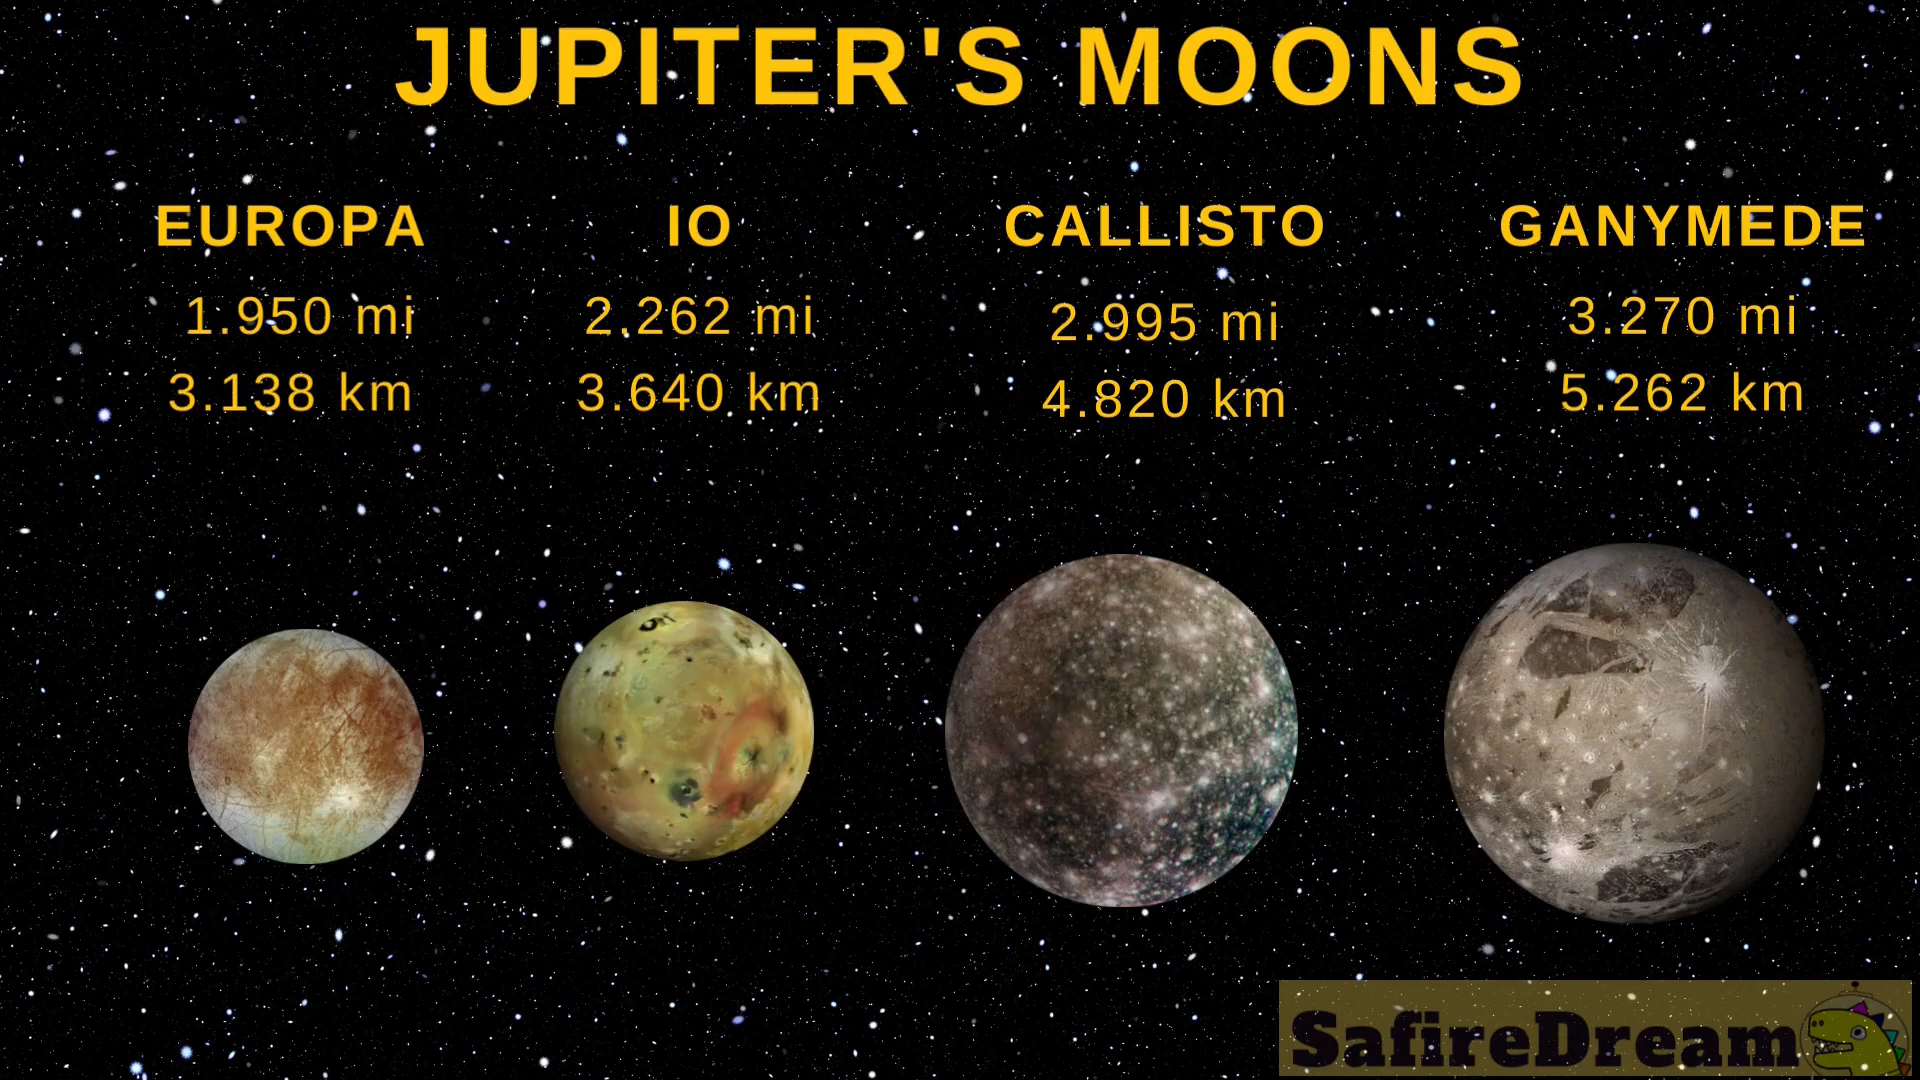 JUPITER'S MOONS
EUROPA
1.950 mi
3.138 km
IO
2.262 mi
3.640 km
CALLISTO
2.995 mi
4.820 km
GANYMEDE
3.270 mi
5.262 km
SafireDream